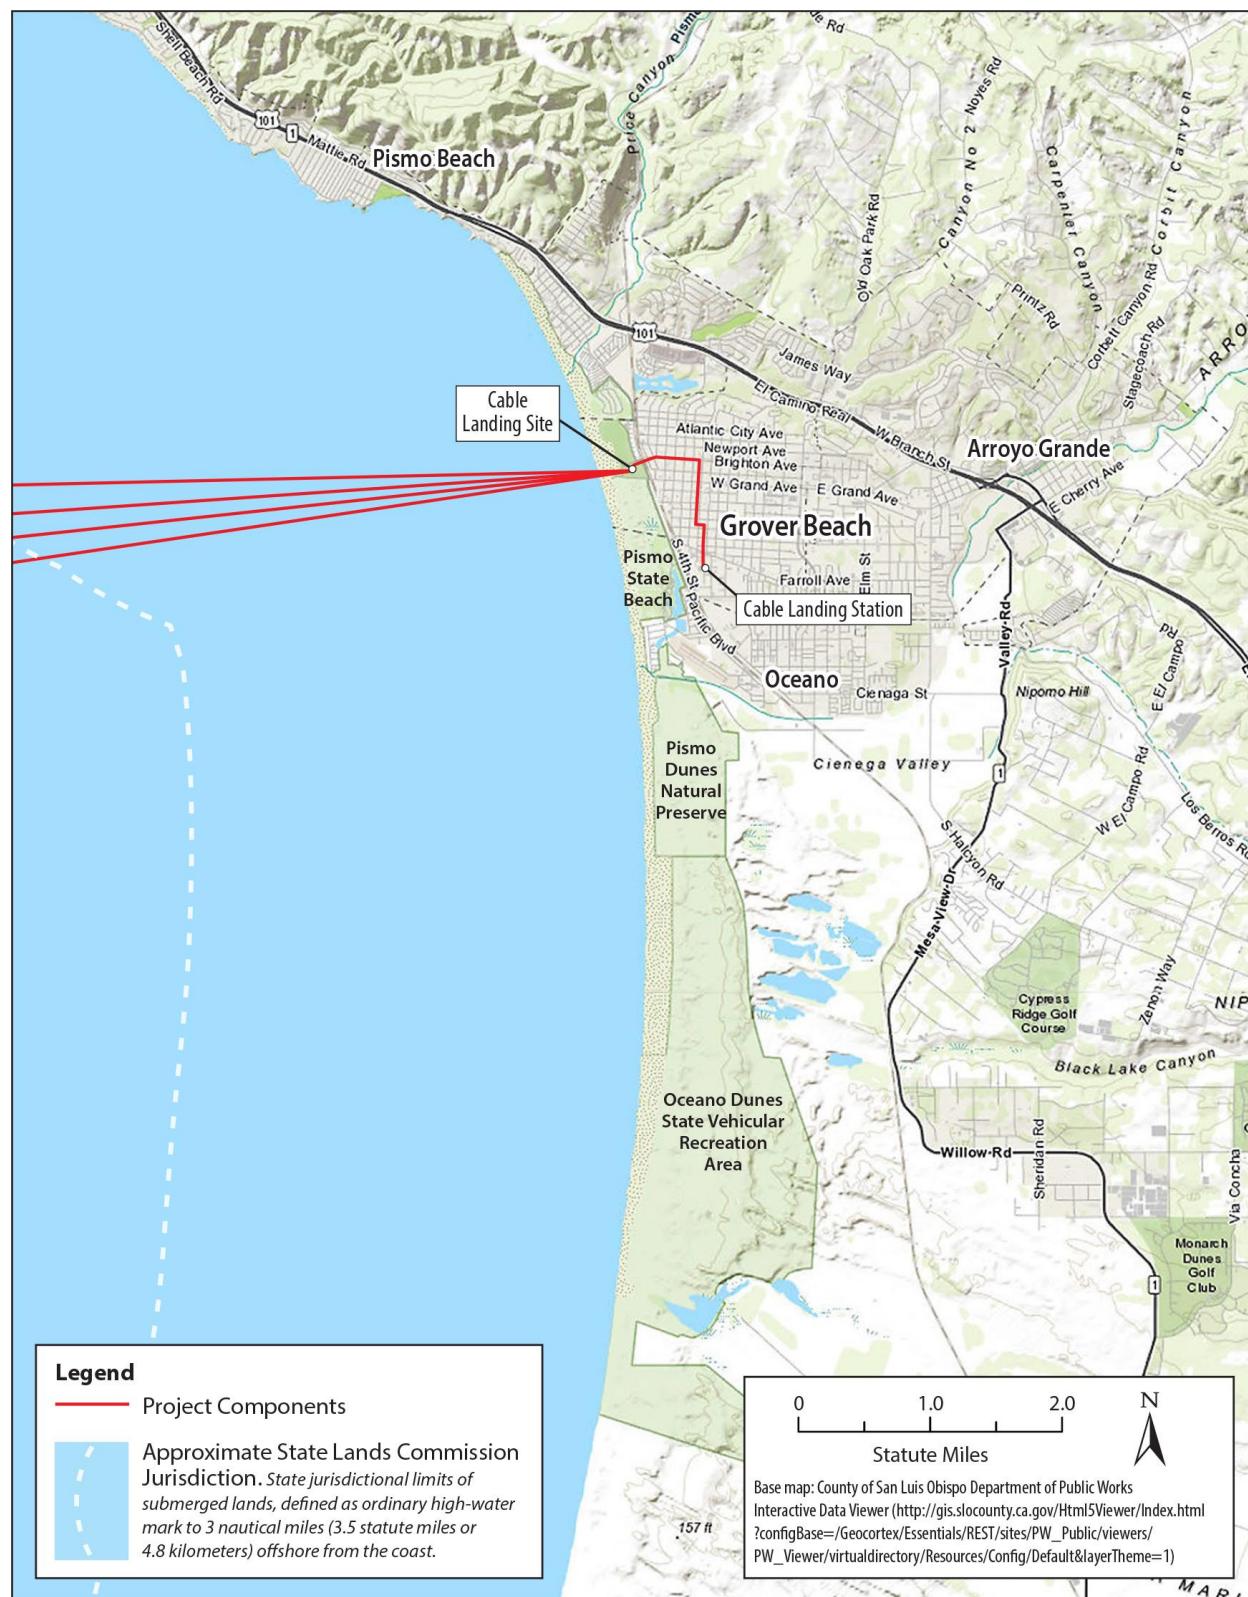 Pismo
de Rd
Shell Beach Rd
101
1
Mattie Rd
Pismo Beach
Price Canyon
Canyon No 2 Noyes Rd
Carpenter Canyon
Corbit Canyon
Old Oak Park Rd
Printz Rd
Corbett Canyon Rd
Stagecoach Rd
ARRO
101
James Way
El Camino Real
W Branch St
Cable
Landing Site
Atlantic City Ave
Newport Ave
Brighton Ave
W Grand Ave
E Grand Ave
Arroyo Grande
E Cherry Ave
Grover Beach
S 4th St
Pismo
State
Beach
Farroll Ave
Elm St
Cable Landing Station
Pacific Blvd
Valley Rd
Oceano
Cienaga St
Nipomo Hill
E El Campo Rd
Pismo
Dunes
Natural
Preserve
Cienega Valley
1
W El Campo Rd
Los Berros Rd
S Halcyon Rd
Mesa View Dr
Cypress
Ridge Golf
Course
Zenon Way
NIP
Black Lake Canyon
Oceano Dunes
State Vehicular
Recreation
Area
Willow Rd
Sheridan Rd
Via Concha
Monarch
Dunes
Golf
Club
1
Legend
Project Components
Approximate State Lands Commission
Jurisdiction. State jurisdictional limits of
submerged lands, defined as ordinary high-water
mark to 3 nautical miles (3.5 statute miles or
4.8 kilometers) offshore from the coast.
157 ft
0 1.0 2.0
Statute Miles
N
Base map: County of San Luis Obispo Department of Public Works
Interactive Data Viewer (http://gis.slocounty.ca.gov/Html5Viewer/Index.html
?configBase=/Geocortex/Essentials/REST/sites/PW_Public/viewers/
PW_Viewer/virtualdirectory/Resources/Config/Default&layerTheme=1)